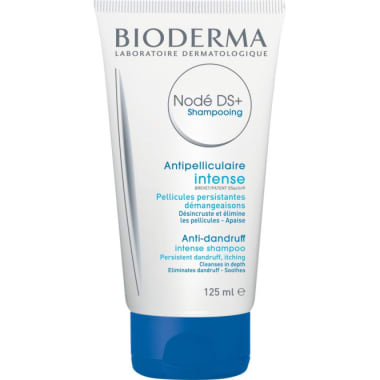 BIODERMA
LABORATOIRE DERMATOLOGIQUE
Nodé DS+
Shampooing
Antipelliculaire
intense
Pellicules persistantes
démangeaisons
Désincruste et élimine
les pellicules - Apaise
Anti-dandruff
intense shampoo
Persistent dandruff, itching
Cleanses in depth
Eliminates dandruff - Soothes
125 ml ℮